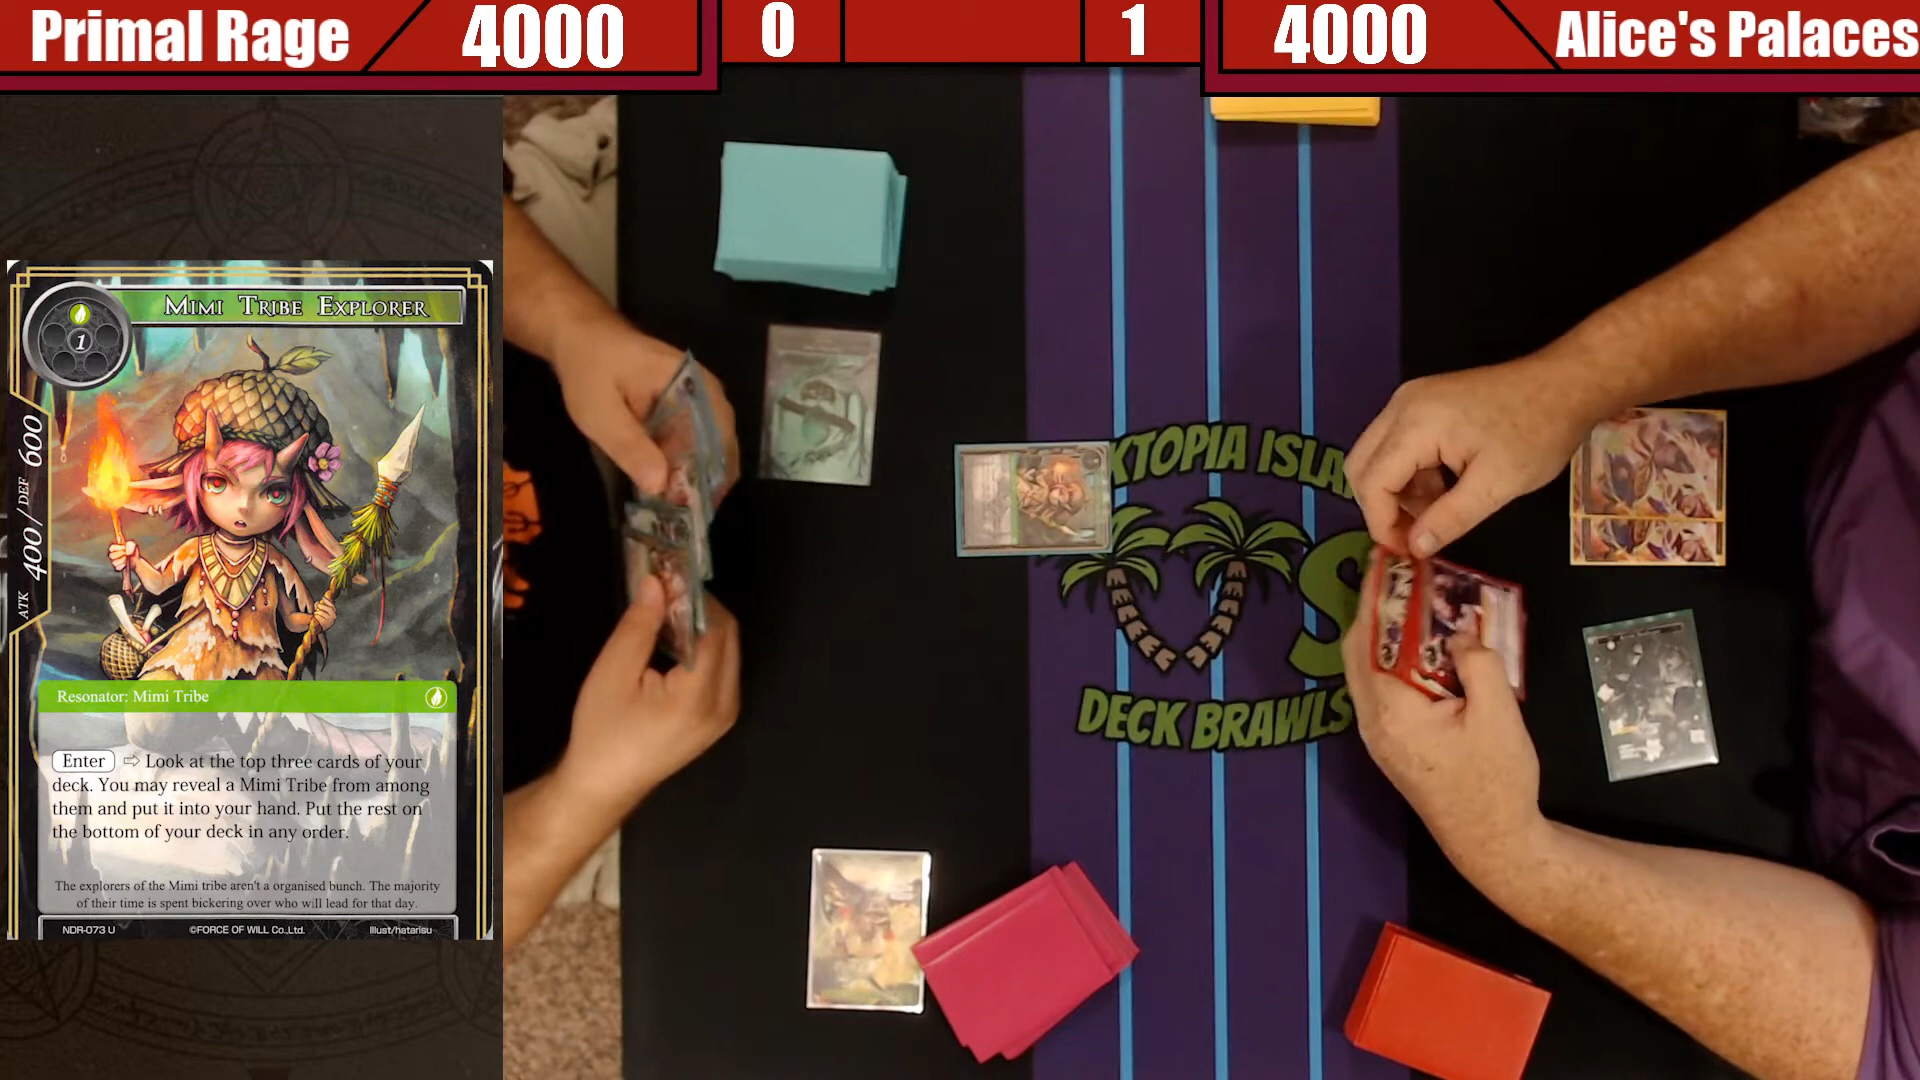 Primal Rage
4000
0
1
4000
Alice's Palaces
MIMI TRIBE EXPLORER
1
ATK 400 / DEF 600
Resonator: Mimi Tribe
Enter ⇨ Look at the top three cards of your
deck. You may reveal a Mimi Tribe from among
them and put it into your hand. Put the rest on
the bottom of your deck in any order.
The explorers of the Mimi tribe aren't a organised bunch. The majority
of their time is spent bickering over who will lead for that day.
NDR-073 U ©FORCE OF WILL Co.,Ltd. Illust/hatarisu
KTOPIA ISLA
S
DECK BRAWLS